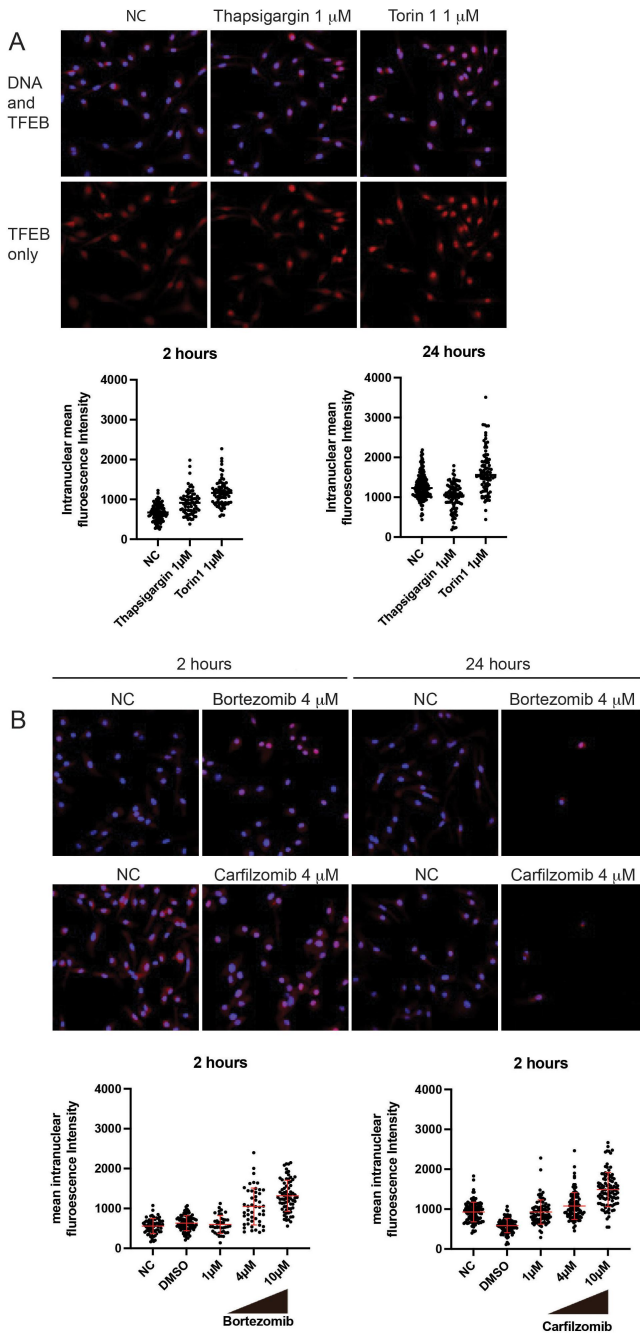 NC Thapsigargin 1 μM Torin 1 1 μM
A
DNA
and
TFEB
TFEB
only
2 hours 24 hours
Intranuclear mean
fluroescence Intensity
4000
3000
2000
1000
0
NC
Thapsigargin 1μM
Torin1 1μM
Intranuclear mean
fluroescence Intensity
4000
3000
2000
1000
0
NC
Thapsigargin 1μM
Torin1 1μM
2 hours 24 hours
B
NC Bortezomib 4 μM NC Bortezomib 4 μM
NC Carfilzomib 4 μM NC Carfilzomib 4 μM
2 hours 2 hours
mean intranuclear
fluroescence Intensity
4000
3000
2000
1000
0
NC
DMSO
1μM
4μM
10μM
Bortezomib
mean intranuclear
fluroescence Intensity
4000
3000
2000
1000
0
NC
DMSO
1μM
4μM
10μM
Carfilzomib